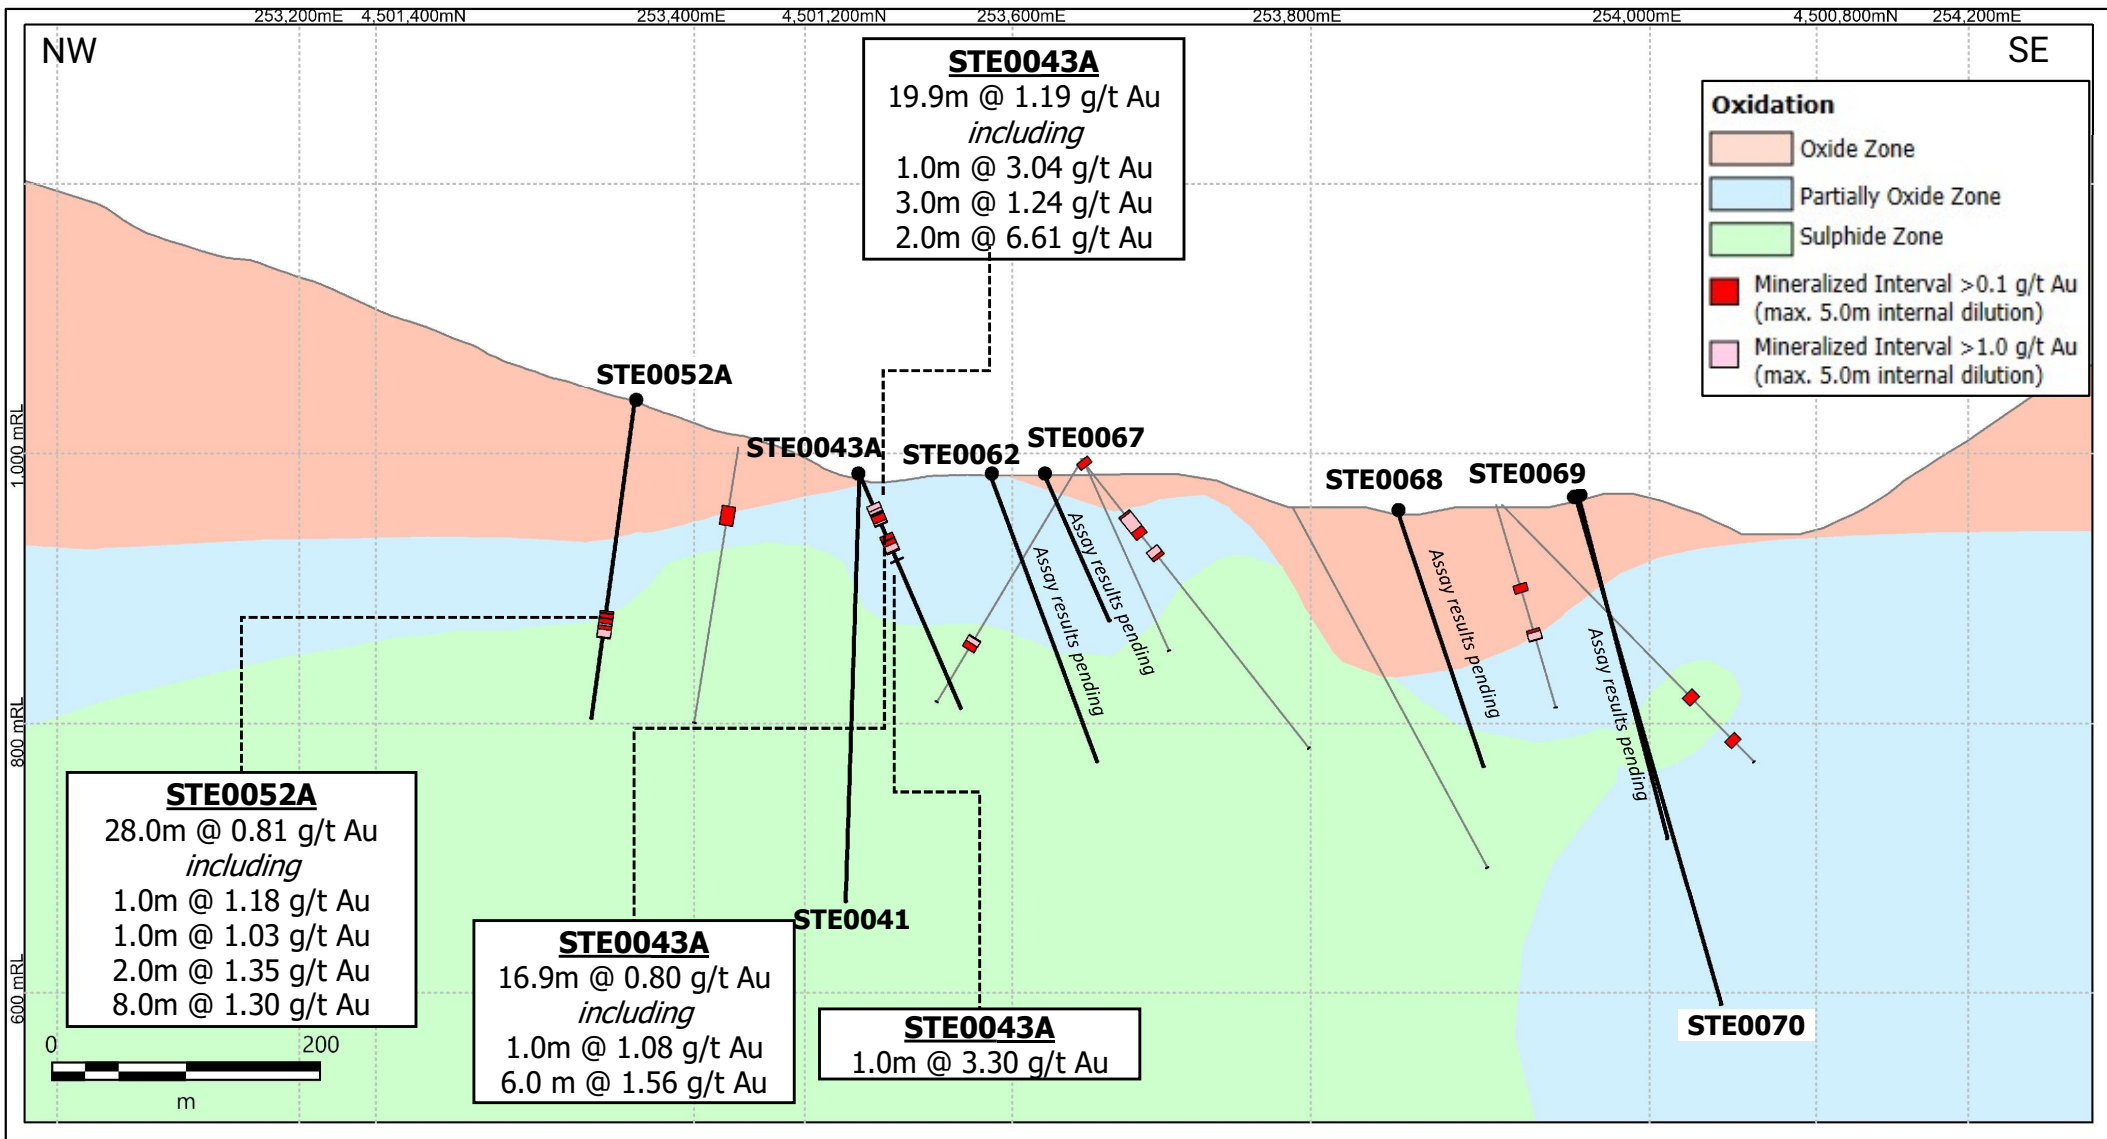 253,200mE 4,501,400mN 253,400mE 4,501,200mN 253,600mE 253,800mE 254,000mE 4,500,800mN 254,200mE
NW
SE
STE0043A
19.9m @ 1.19 g/t Au
including
1.0m @ 3.04 g/t Au
3.0m @ 1.24 g/t Au
2.0m @ 6.61 g/t Au
Oxidation
Oxide Zone
Partially Oxide Zone
Sulphide Zone
Mineralized Interval >0.1 g/t Au
(max. 5.0m internal dilution)
Mineralized Interval >1.0 g/t Au
(max. 5.0m internal dilution)
1,000 mRL
800 mRL
600 mRL
STE0052A
STE0043A
STE0062
STE0067
STE0068
STE0069
Assay results pending
Assay results pending
Assay results pending
Assay results pending
STE0041
STE0070
STE0052A
28.0m @ 0.81 g/t Au
including
1.0m @ 1.18 g/t Au
1.0m @ 1.03 g/t Au
2.0m @ 1.35 g/t Au
8.0m @ 1.30 g/t Au
STE0043A
16.9m @ 0.80 g/t Au
including
1.0m @ 1.08 g/t Au
6.0 m @ 1.56 g/t Au
STE0043A
1.0m @ 3.30 g/t Au
0 200
m